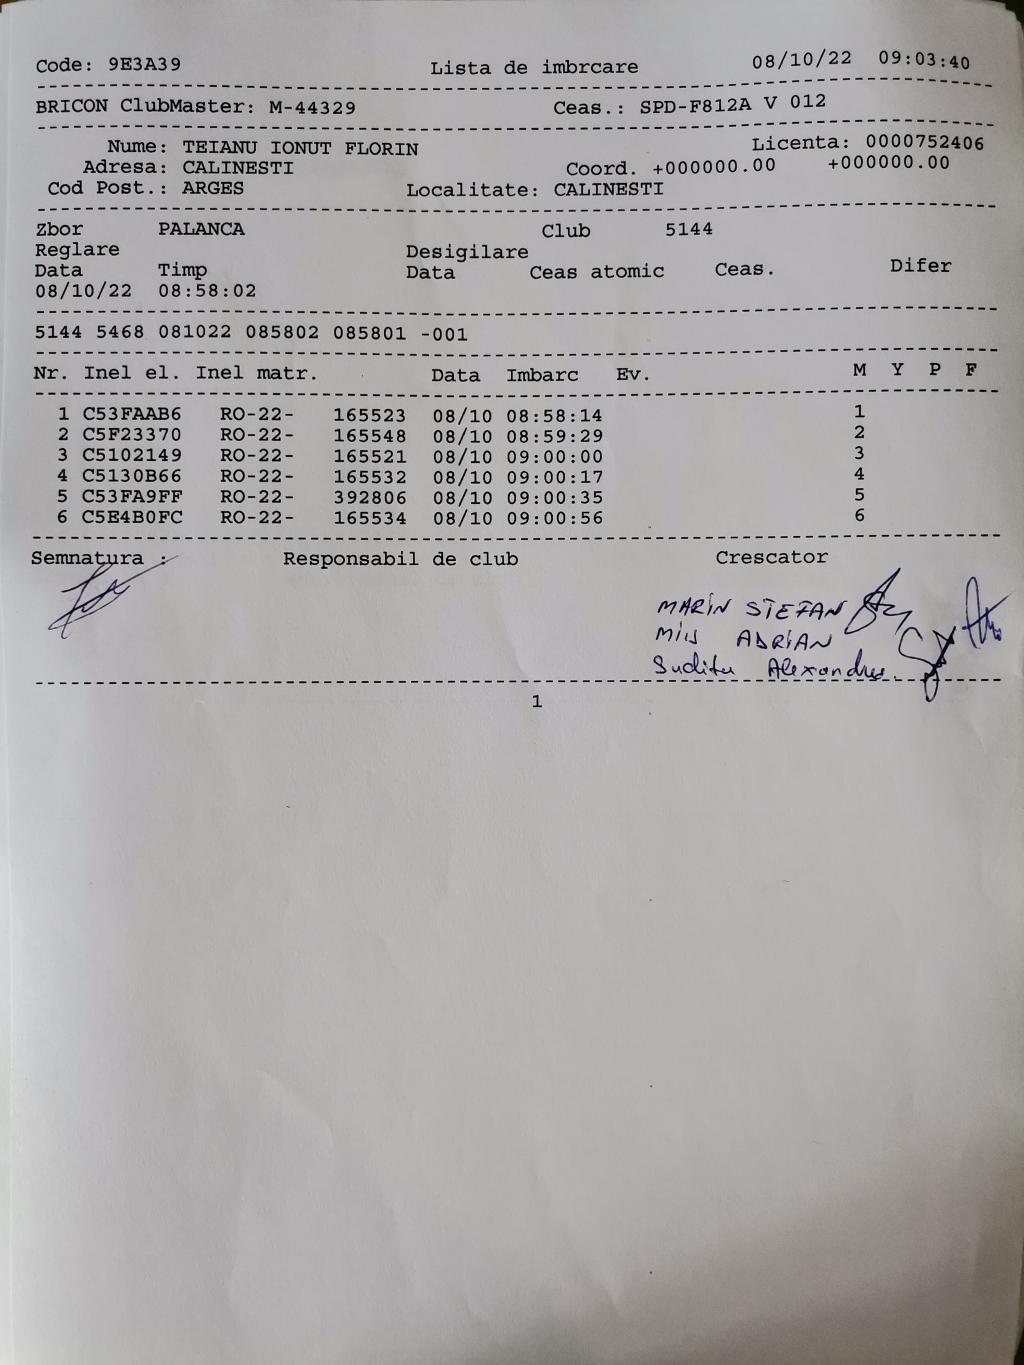 Code: 9E3A39 Lista de imbrcare 08/10/22 09:03:40
BRICON ClubMaster: M-44329 Ceas.: SPD-F812A V 012
Nume: TEIANU IONUT FLORIN Licenta: 0000752406
Adresa: CALINESTI Coord. +000000.00 +000000.00
Cod Post.: ARGES Localitate: CALINESTI
Zbor PALANCA Club 5144
Reglare Desigilare
Data Timp Data Ceas atomic Ceas. Difer
08/10/22 08:58:02
5144 5468 081022 085802 085801 -001
Nr. Inel el. Inel matr. Data Imbarc Ev. M Y P F
1 C53FAAB6 RO-22- 165523 08/10 08:58:14 1
2 C5F23370 RO-22- 165548 08/10 08:59:29 2
3 C5102149 RO-22- 165521 08/10 09:00:00 3
4 C5130B66 RO-22- 165532 08/10 09:00:17 4
5 C53FA9FF RO-22- 392806 08/10 09:00:35 5
6 C5E4B0FC RO-22- 165534 08/10 09:00:56 6
Semnatura : Responsabil de club Crescator
MARIN STEFAN
ADRIAN
Suditu Alexandru
1